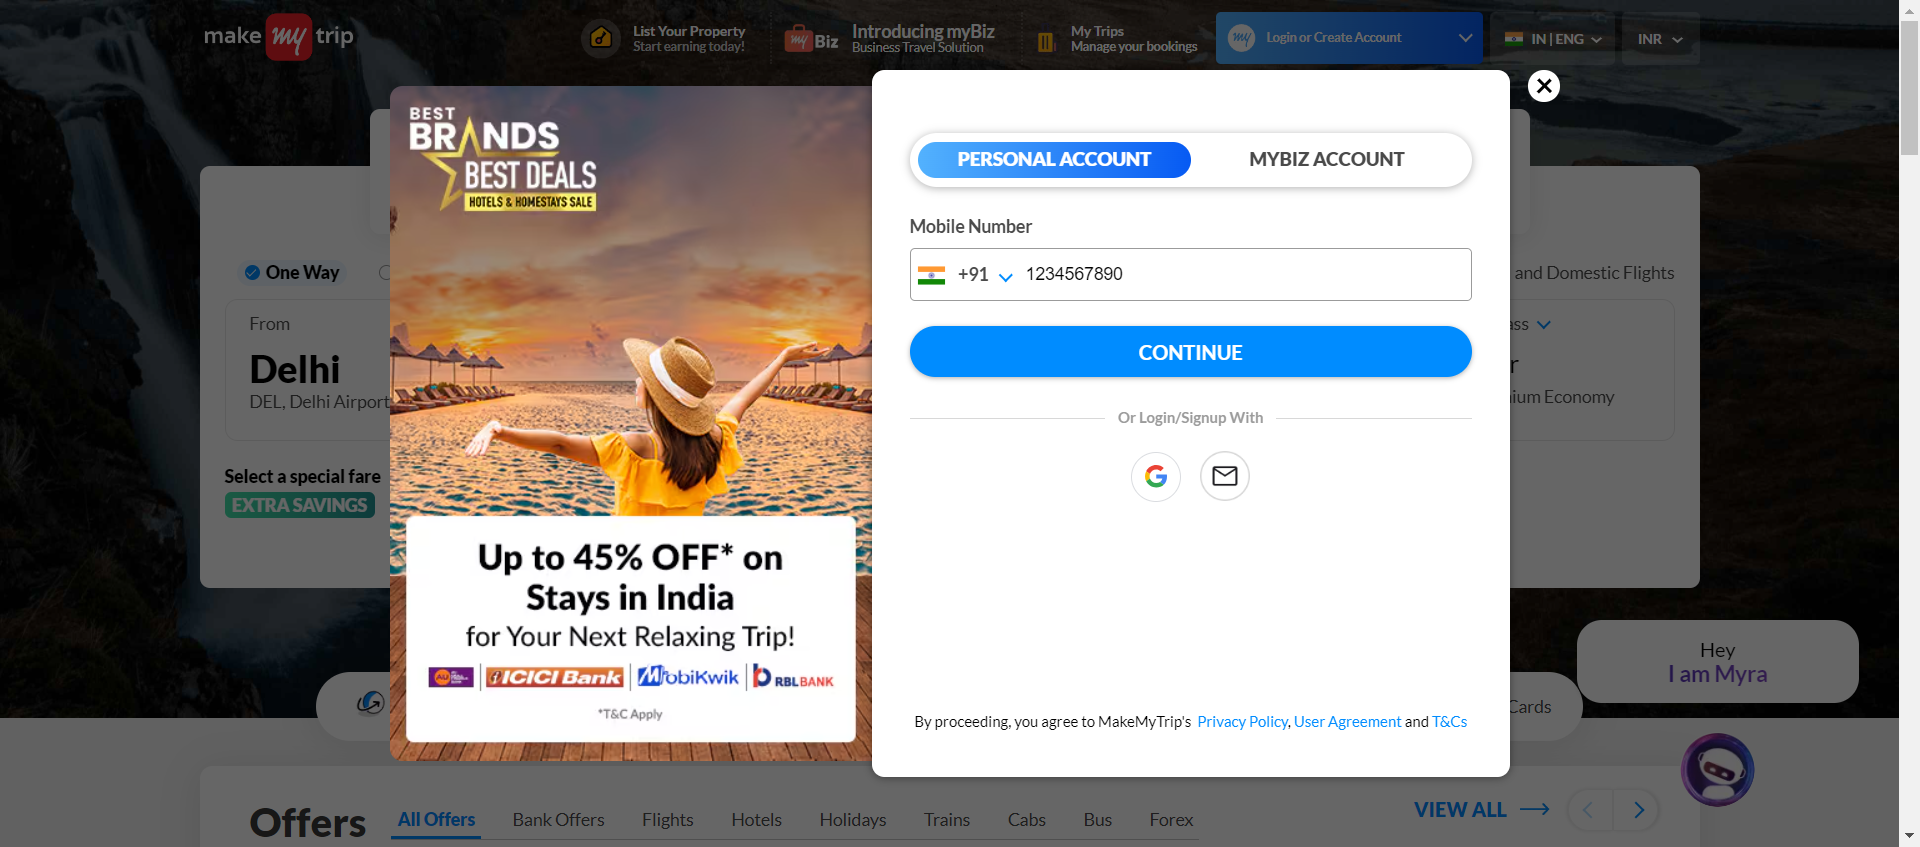 make my trip
List Your Property
Start earning today!
myBiz
Introducing myBiz
Business Travel Solution
My Trips
Manage your bookings
my
Login or Create Account
IN | ENG
INR
BEST
BRANDS
BEST DEALS
HOTELS & HOMESTAYS SALE
PERSONAL ACCOUNT
MYBIZ ACCOUNT
Mobile Number
+91
1234567890
CONTINUE
Or Login/Signup With
One Way
and Domestic Flights
From
Delhi
DEL, Delhi Airport
Economy
Select a special fare
EXTRA SAVINGS
Up to 45% OFF* on
Stays in India
for Your Next Relaxing Trip!
AU
ICICI Bank
MobiKwik
RBL BANK
*T&C Apply
By proceeding, you agree to MakeMyTrip's Privacy Policy, User Agreement and T&Cs
Hey
I am Myra
Cards
Offers
All Offers
Bank Offers
Flights
Hotels
Holidays
Trains
Cabs
Bus
Forex
VIEW ALL